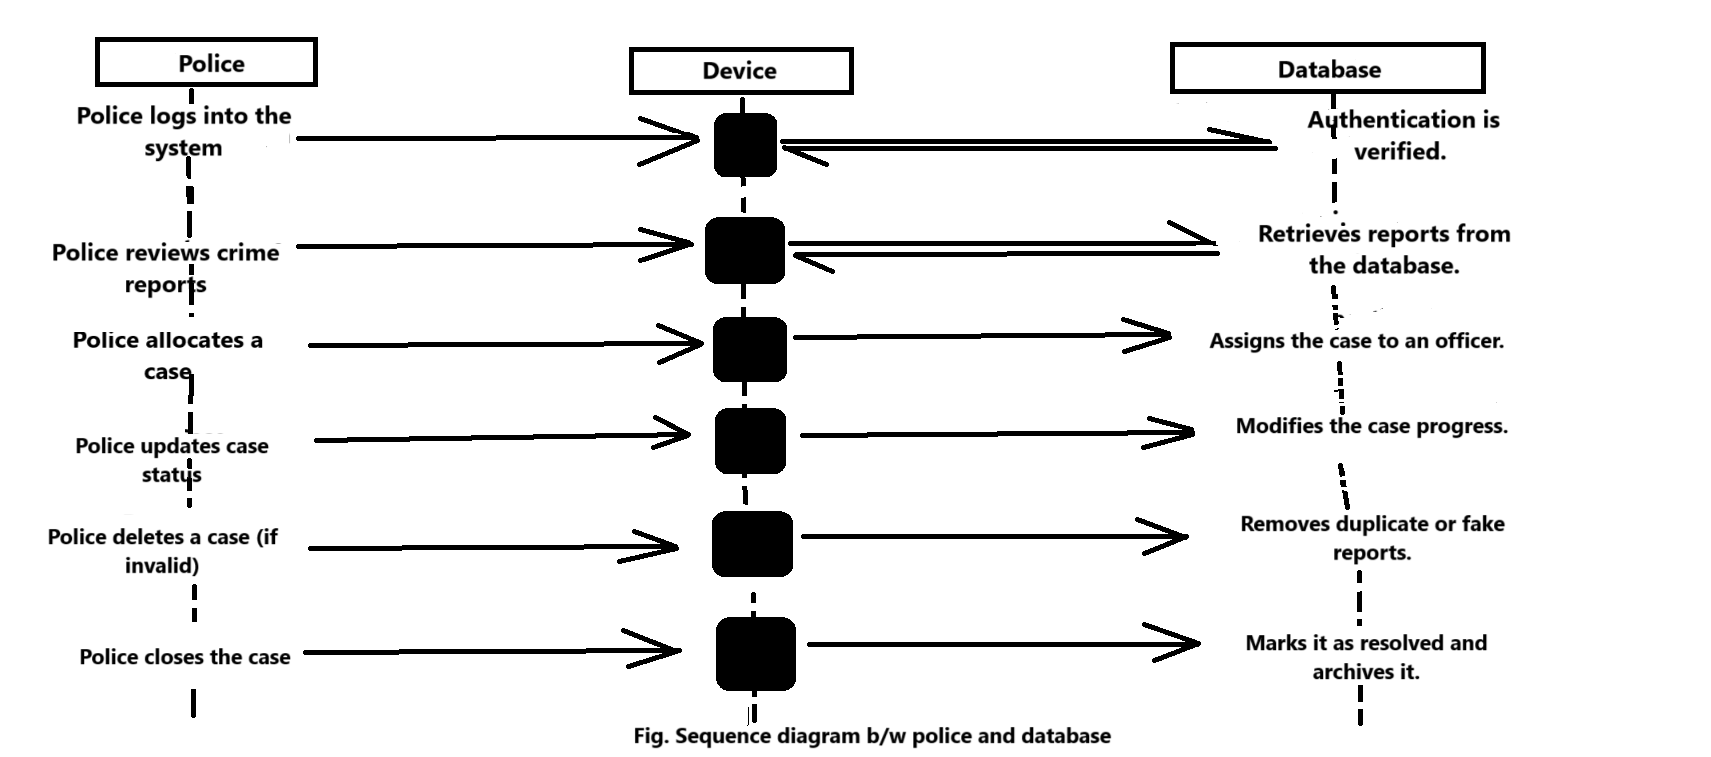 Police
Device
Database
Police logs into the
system
Authentication is
verified.
Police reviews crime
reports
Retrieves reports from
the database.
Police allocates a
case
Assigns the case to an officer.
Police updates case
status
Modifies the case progress.
Police deletes a case (if
invalid)
Removes duplicate or fake
reports.
Police closes the case
Marks it as resolved and
archives it.
Fig. Sequence diagram b/w police and database